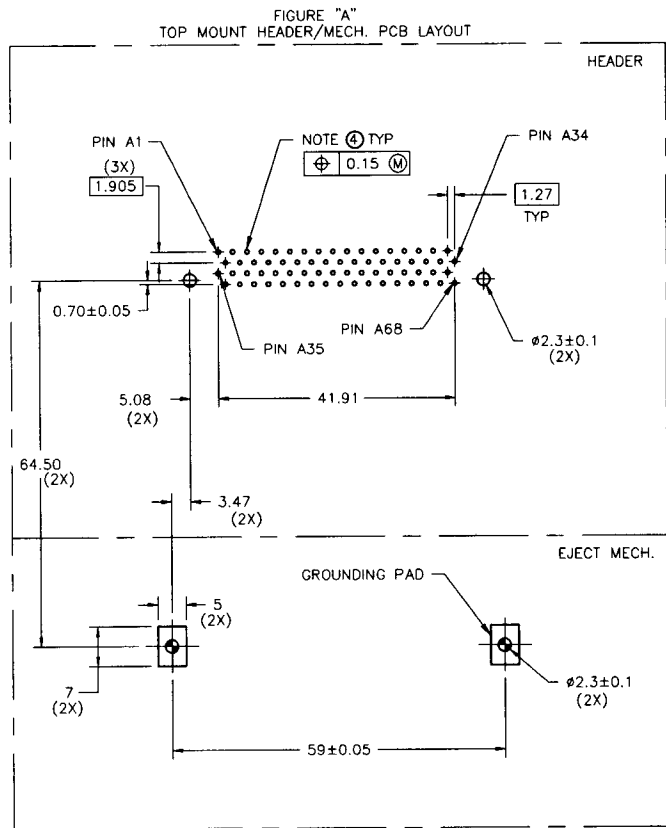 FIGURE "A"
TOP MOUNT HEADER/MECH. PCB LAYOUT
HEADER
PIN A1
NOTE ④ TYP
PIN A34
(3X)
⌖ 0.15 Ⓜ
1.905
1.27
TYP
0.70±0.05
PIN A35
PIN A68
ø2.3±0.1
(2X)
5.08
(2X)
41.91
64.50
(2X)
3.47
(2X)
EJECT MECH.
GROUNDING PAD
5
(2X)
7
(2X)
ø2.3±0.1
(2X)
59±0.05